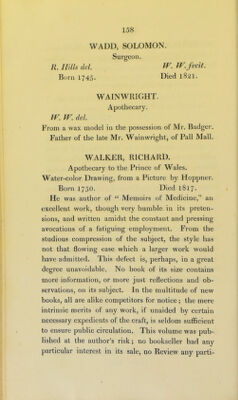 158
WADD, SOLOMON.
Surgeon.
R. Hills del. W. W. fecit.
Born 1745. Died 1821.
WAINWRIGHT.
Apothecary.
W. W. del.
From a wax model in the possession of Mr. Badger.
Father of the late Mr. Wainwright, of Pall Mall.
WALKER, RICHARD.
Apothecary to the Prince of Wales.
Water-color Drawing, from a Picture by Hoppner.
Born 1750. Died 1817.
He was author of “ Memoirs of Medicine,” an
excellent work, though very humble in its preten-
sions, and written amidst the constant and pressing
avocations of a fatiguing employment. From the
studious compression of the subject, the style has
not that flowing ease which a larger work would
have admitted. This defect is, perhaps, in a great
degree unavoidable. No book of its size contains
more information, or more just reflections and ob-
servations, on its subject. In the multitude of new
books, all are alike competitors for notice; the mere
intrinsic merits of any work, if unaided by certain
necessary expedients of the craft, is seldom sufficient
to ensure public circulation. This volume was pub-
lished at the author's risk; no bookseller had any
particular interest in its sale, no Review any parti-